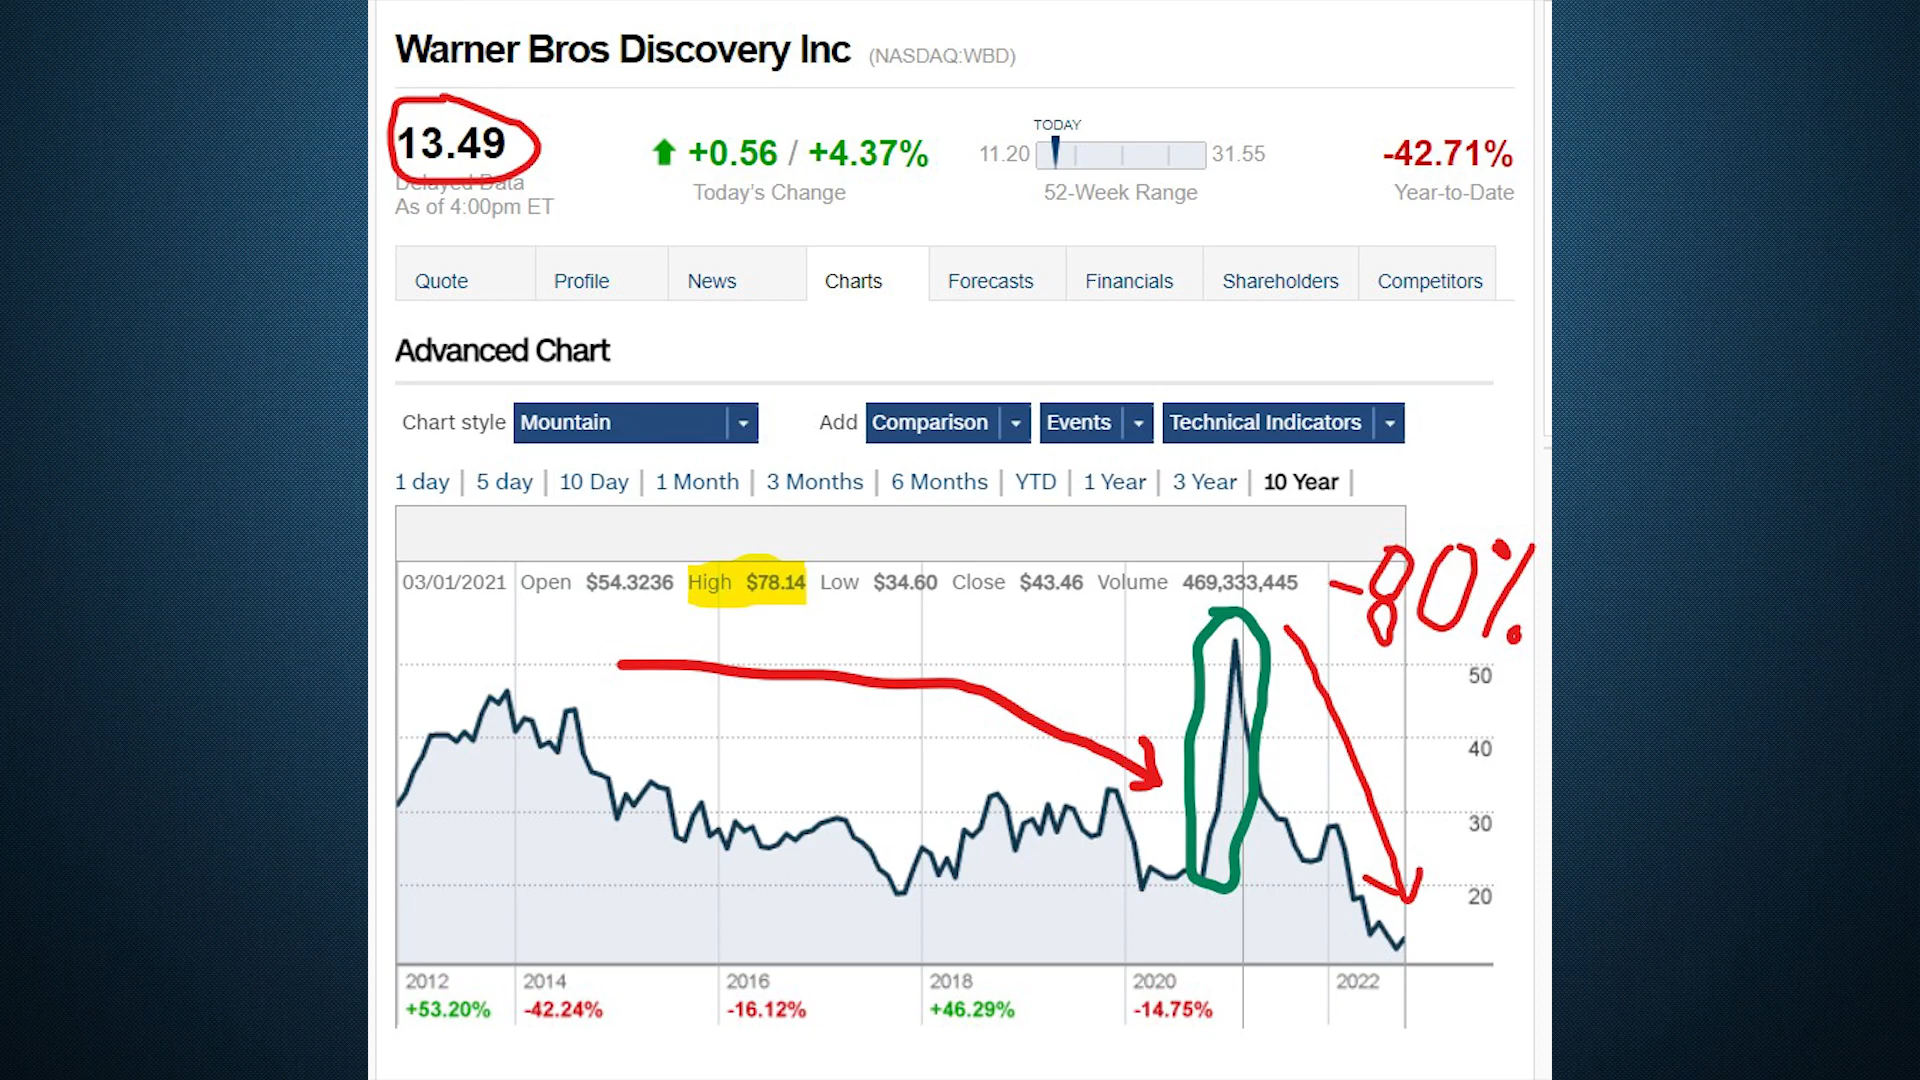 Warner Bros Discovery Inc (NASDAQ:WBD)
13.49
Delayed Data
As of 4:00pm ET
+0.56 / +4.37%
Today's Change
TODAY
11.20 31.55
52-Week Range
-42.71%
Year-to-Date
Quote Profile News Charts Forecasts Financials Shareholders Competitors
Advanced Chart
Chart style Mountain Add Comparison Events Technical Indicators
1 day | 5 day | 10 Day | 1 Month | 3 Months | 6 Months | YTD | 1 Year | 3 Year | 10 Year |
03/01/2021 Open $54.3236 High $78.14 Low $34.60 Close $43.46 Volume 469,333,445
-80%
50
40
30
20
2012 2014 2016 2018 2020 2022
+53.20% -42.24% -16.12% +46.29% -14.75%